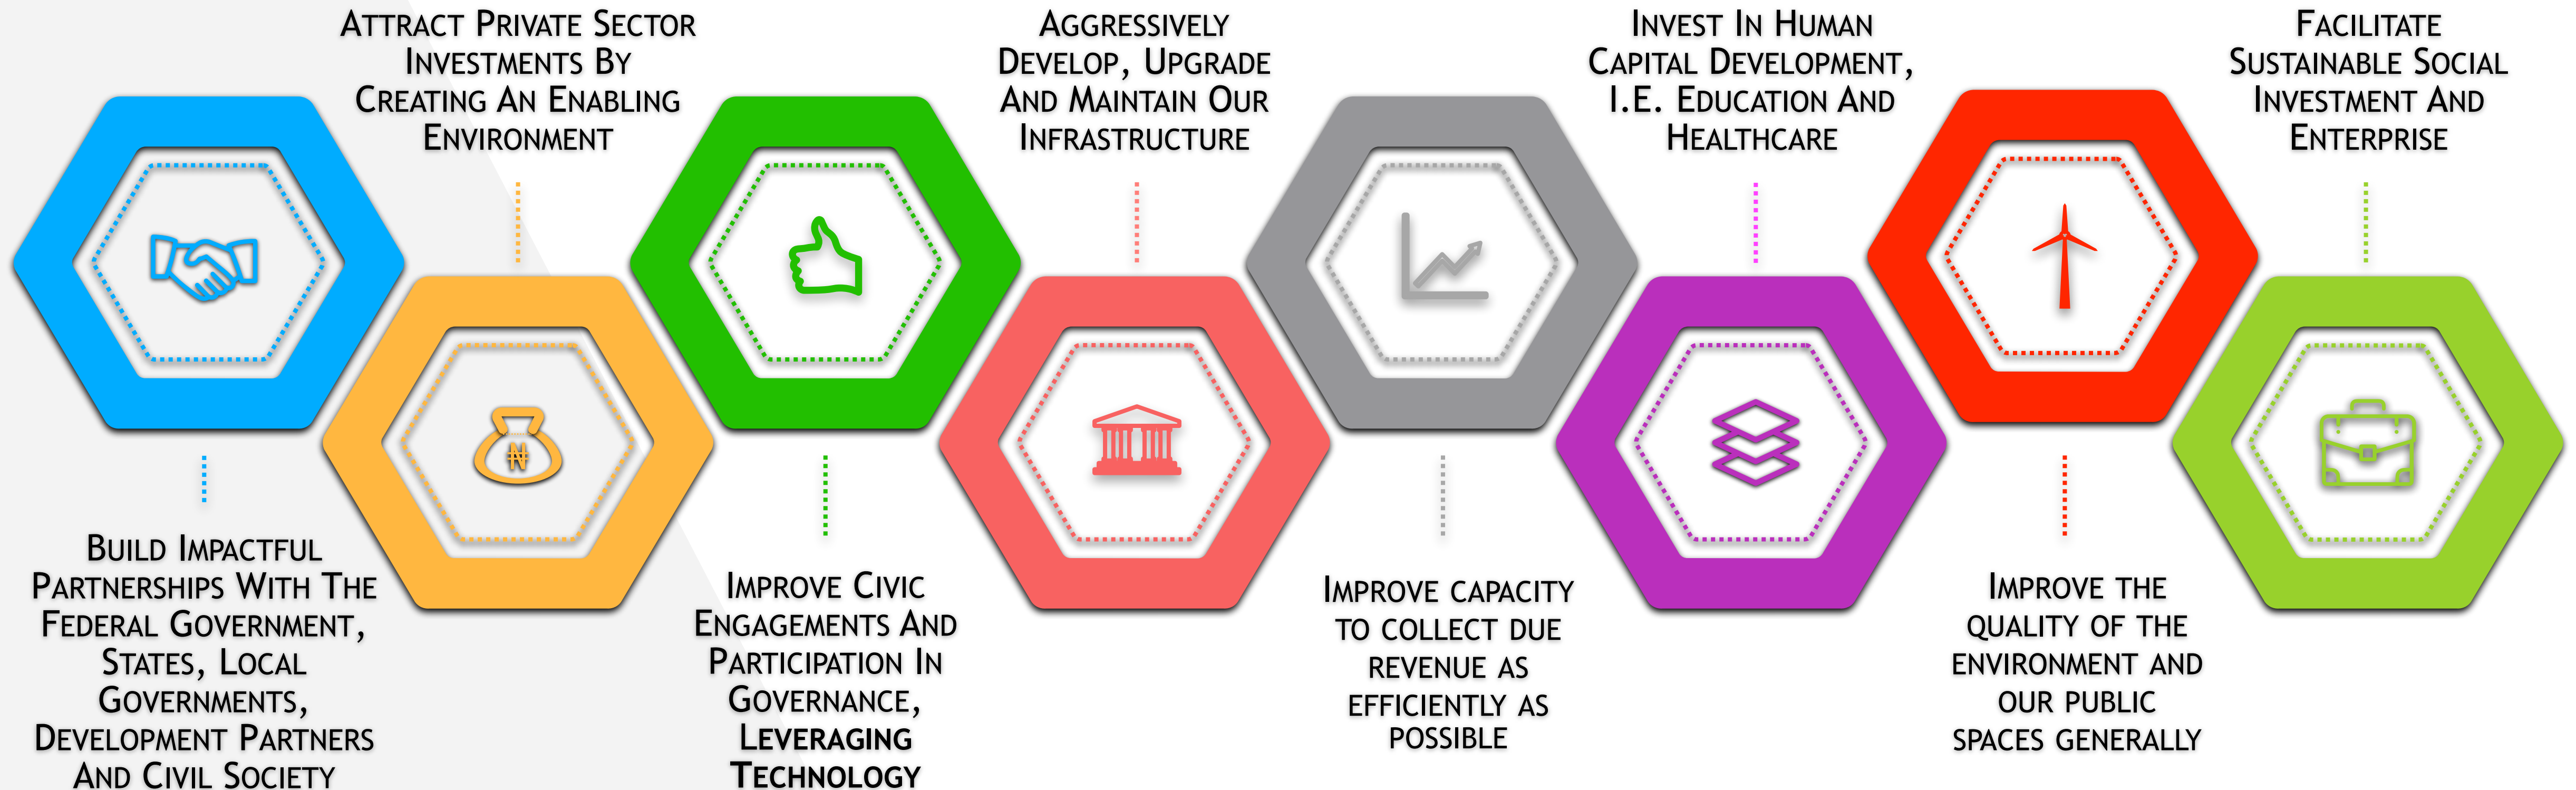 Build Impactful
Partnerships With The
Federal Government,
States, Local
Governments,
Development Partners
And Civil Society
Attract Private Sector
Investments By
Creating An Enabling
Environment
₦
Improve Civic
Engagements And
Participation In
Governance,
Leveraging
Technology
Aggressively
Develop, Upgrade
And Maintain Our
Infrastructure
Improve capacity
to collect due
revenue as
efficiently as
possible
Invest In Human
Capital Development,
I.E. Education And
Healthcare
Improve the
quality of the
environment and
our public
spaces generally
Facilitate
Sustainable Social
Investment And
Enterprise